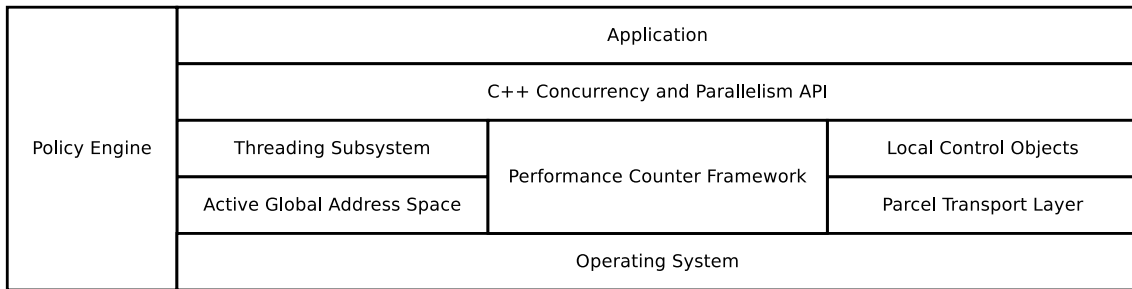 Application
C++ Concurrency and Parallelism API
Policy Engine
Threading Subsystem
Local Control Objects
Performance Counter Framework
Active Global Address Space
Parcel Transport Layer
Operating System